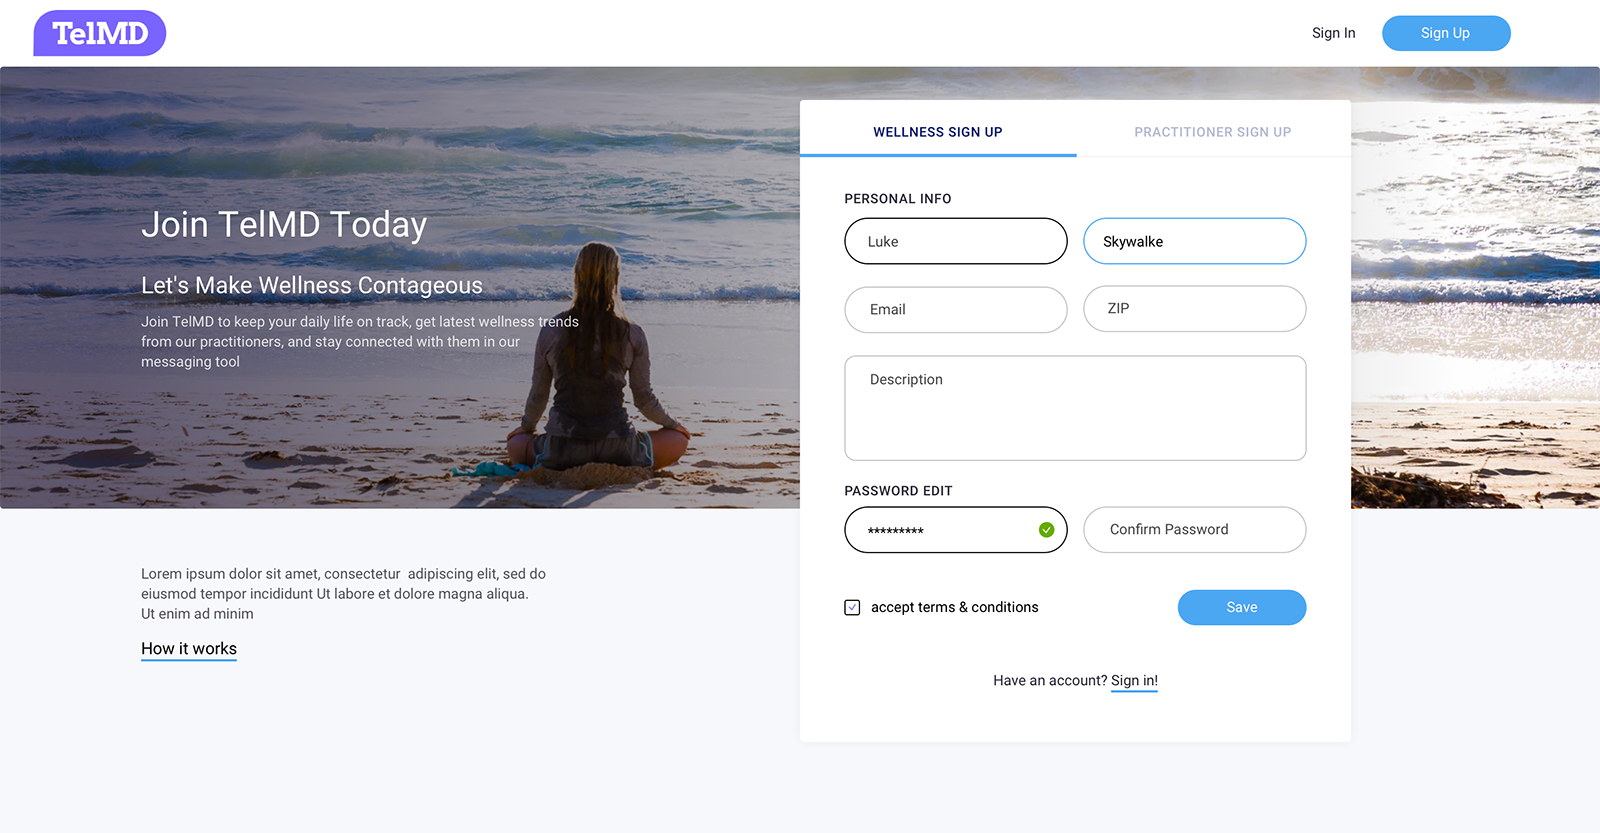 TelMD
Sign In
Sign Up
Join TelMD Today
Let's Make Wellness Contageous
Join TelMD to keep your daily life on track, get latest wellness trends
from our practitioners, and stay connected with them in our
messaging tool
Lorem ipsum dolor sit amet, consectetur  adipiscing elit, sed do
eiusmod tempor incididunt Ut labore et dolore magna aliqua.
Ut enim ad minim
How it works
WELLNESS SIGN UP
PRACTITIONER SIGN UP
PERSONAL INFO
Luke
Skywalke
Email
ZIP
Description
PASSWORD EDIT
*********
Confirm Password
accept terms & conditions
Save
Have an account? Sign in!